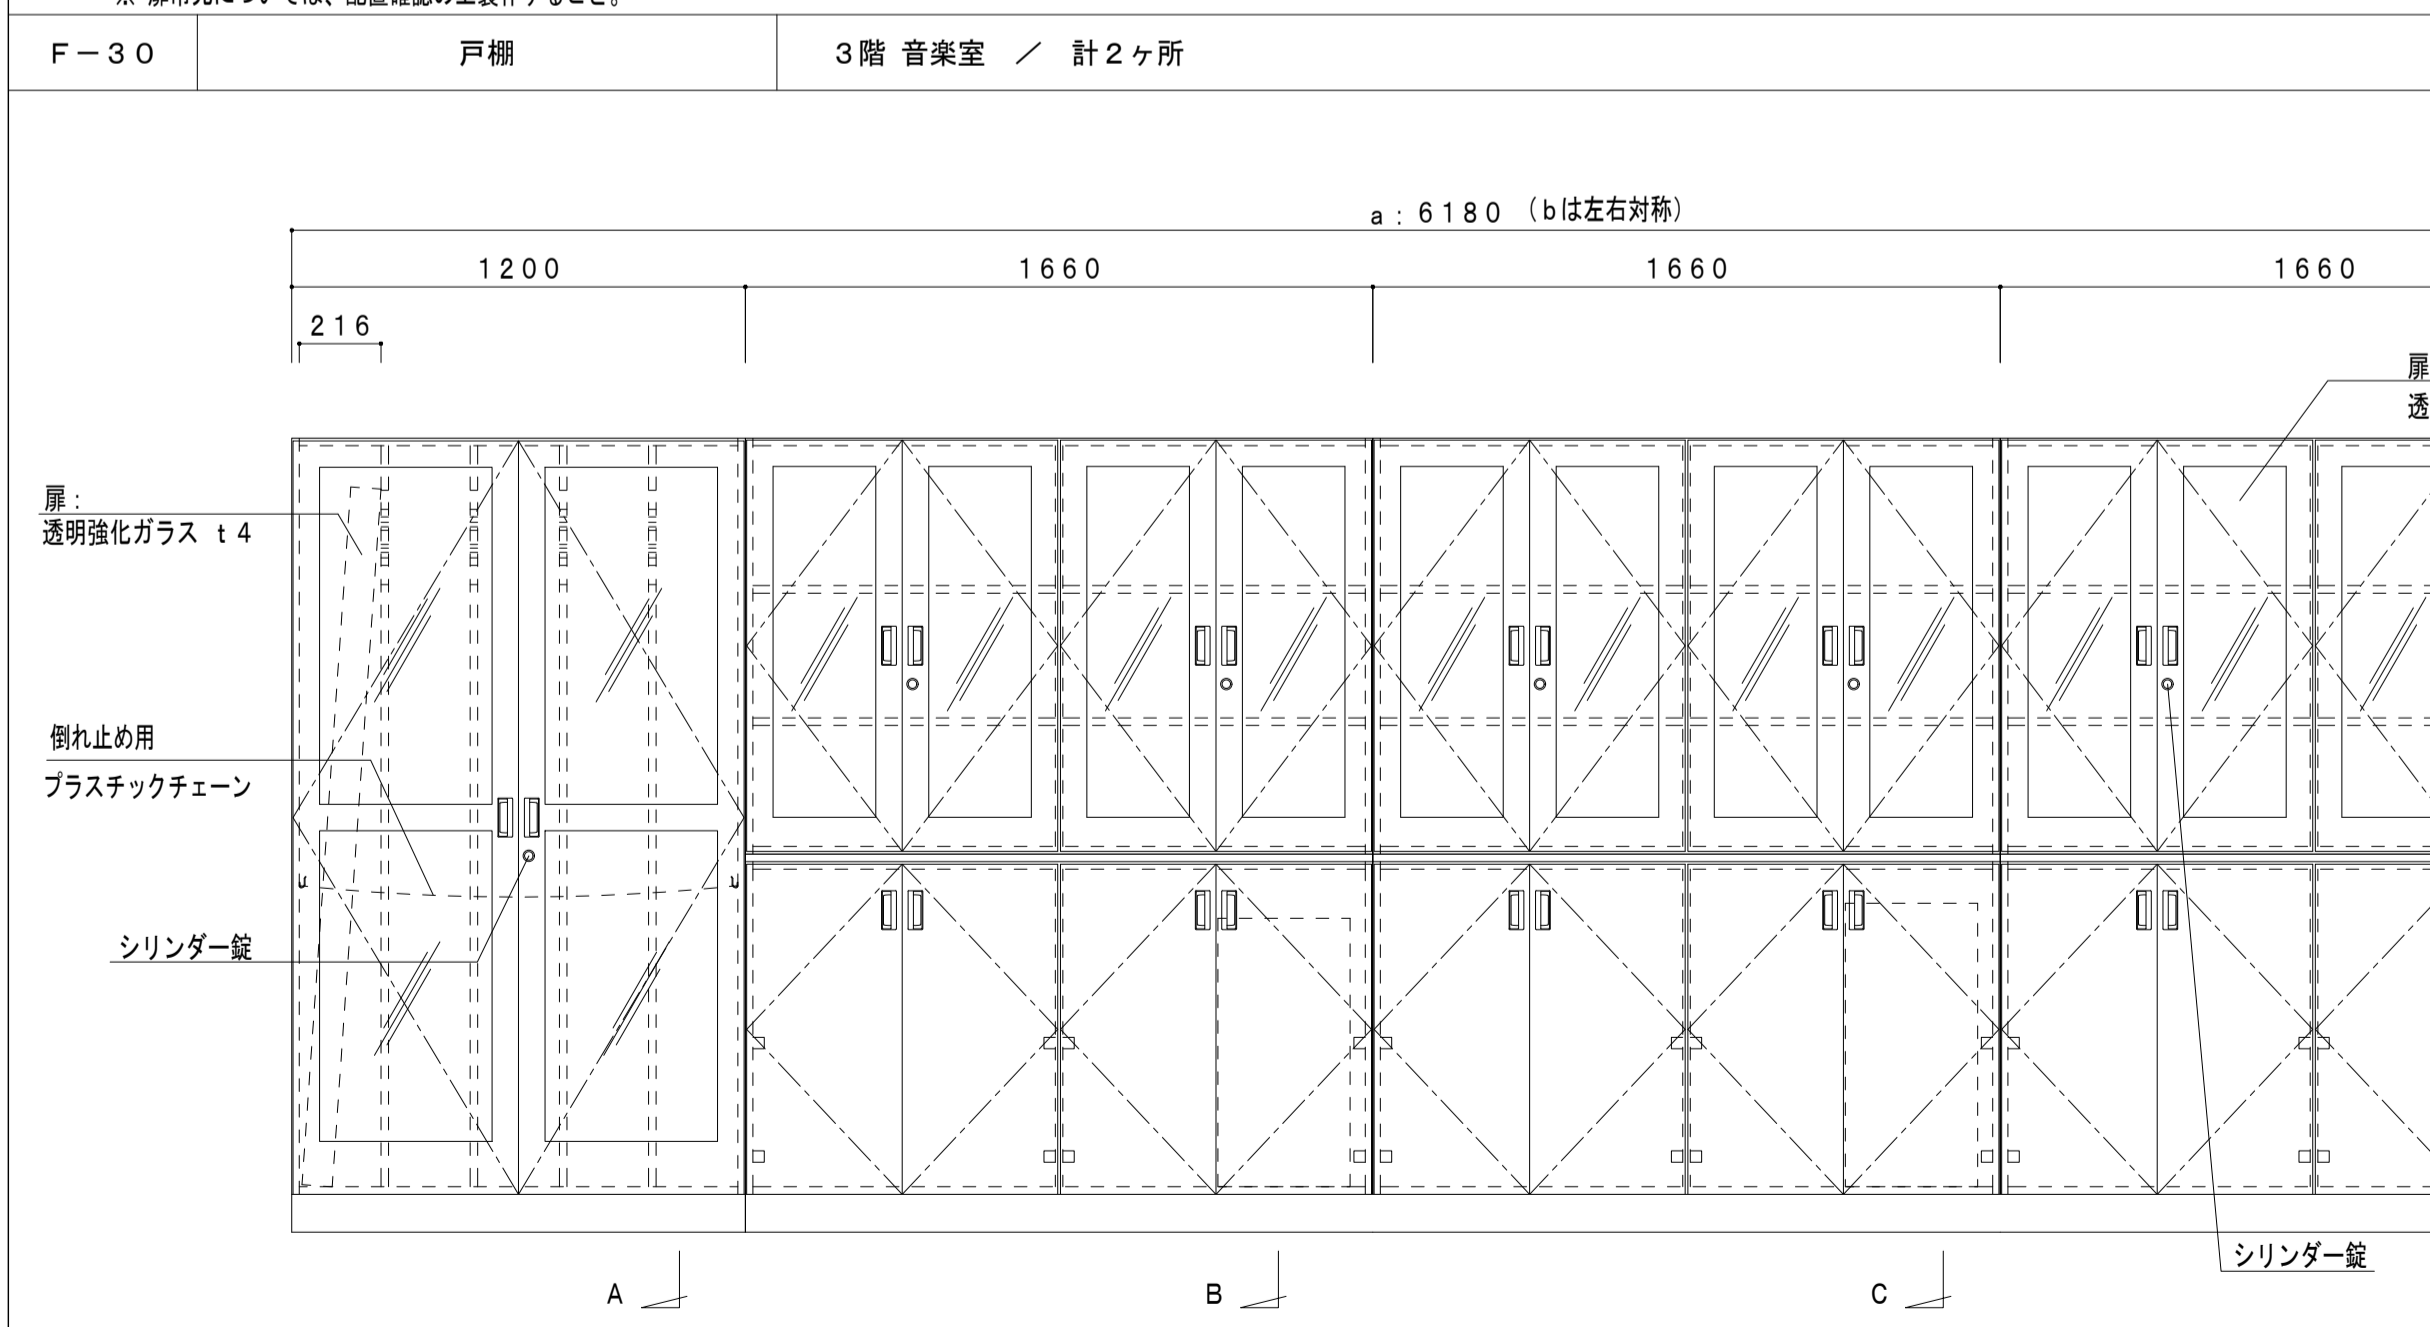 F－30
戸棚
3階 音楽室 ／ 計2ヶ所
a：6180 （bは左右対称）
1200
1660
1660
1660
216
扉
透
扉：
透明強化ガラス t4
倒れ止め用
プラスチックチェーン
シリンダー錠
シリンダー錠
A
B
C